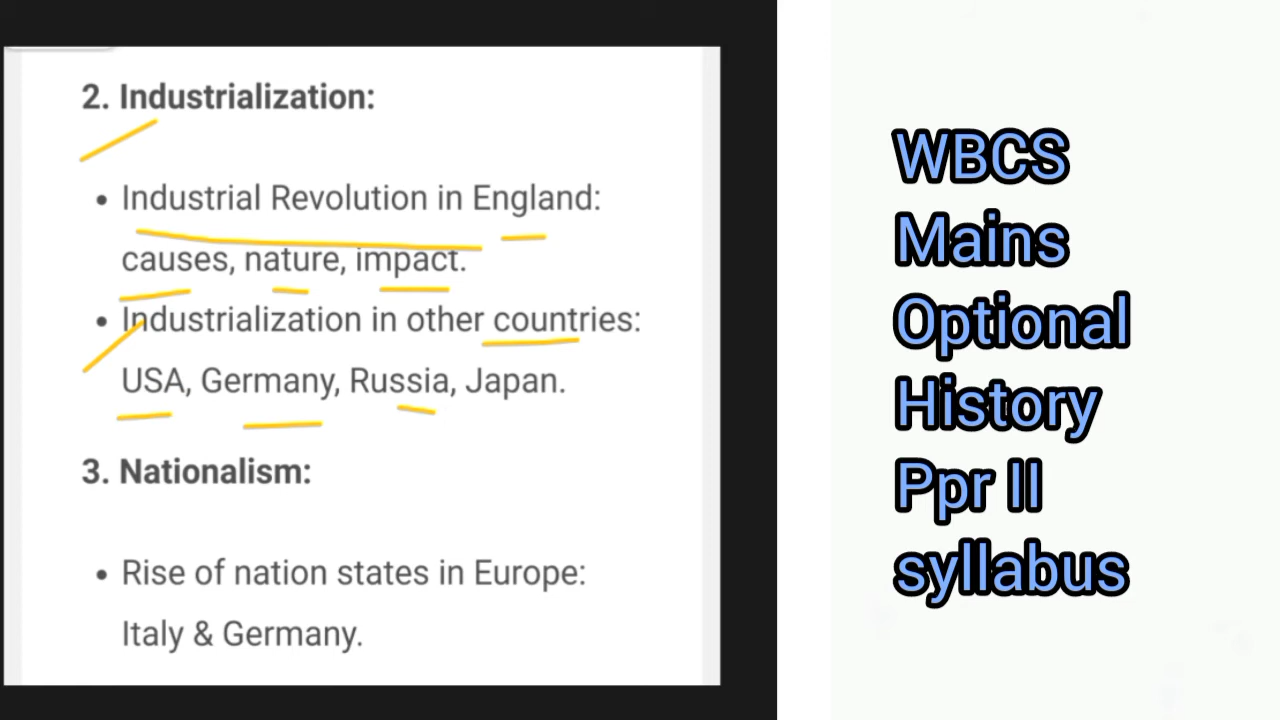 2. Industrialization:
• Industrial Revolution in England:
causes, nature, impact.
• Industrialization in other countries:
USA, Germany, Russia, Japan.
3. Nationalism:
• Rise of nation states in Europe:
Italy & Germany.
WBCS
Mains
Optional
History
Ppr II
syllabus